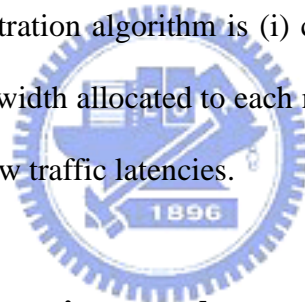 tration algorithm is (i) c
width allocated to each r
w traffic latencies.
1896